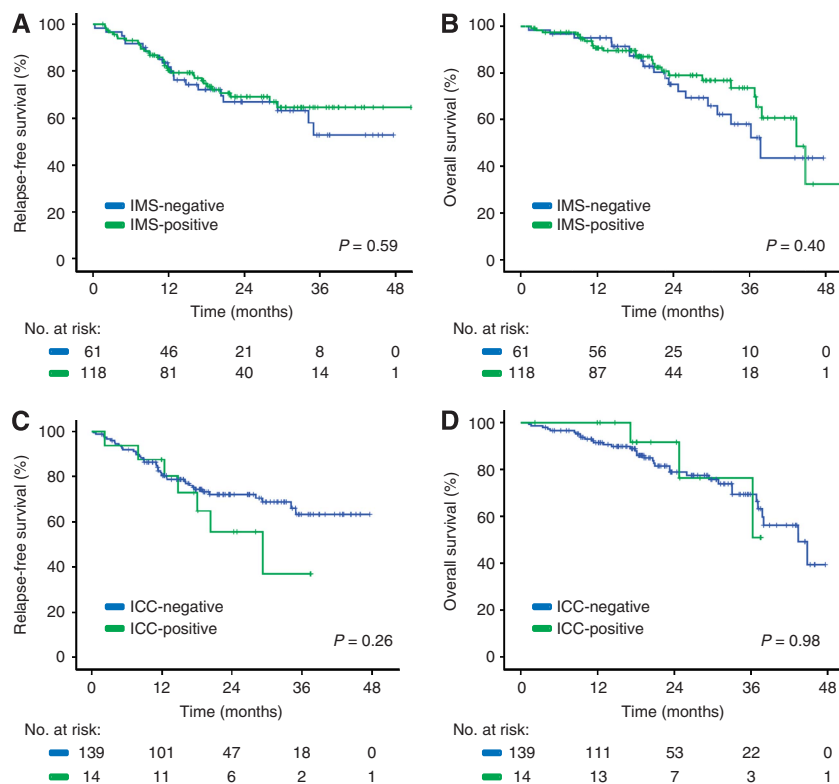 A
100
80
60
40
20
0
Relapse-free survival (%)
IMS-negative
IMS-positive
P = 0.59
0 12 24 36 48
Time (months)
No. at risk:
61 46 21 8 0
118 81 40 14 1
B
100
80
60
40
20
0
Overall survival (%)
IMS-negative
IMS-positive
P = 0.40
0 12 24 36 48
Time (months)
No. at risk:
61 56 25 10 0
118 87 44 18 1
C
100
80
60
40
20
0
Relapse-free survival (%)
ICC-negative
ICC-positive
P = 0.26
0 12 24 36 48
Time (months)
No. at risk:
139 101 47 18 0
14 11 6 2 1
D
100
80
60
40
20
0
Overall survival (%)
ICC-negative
ICC-positive
P = 0.98
0 12 24 36 48
Time (months)
No. at risk:
139 111 53 22 0
14 13 7 3 1